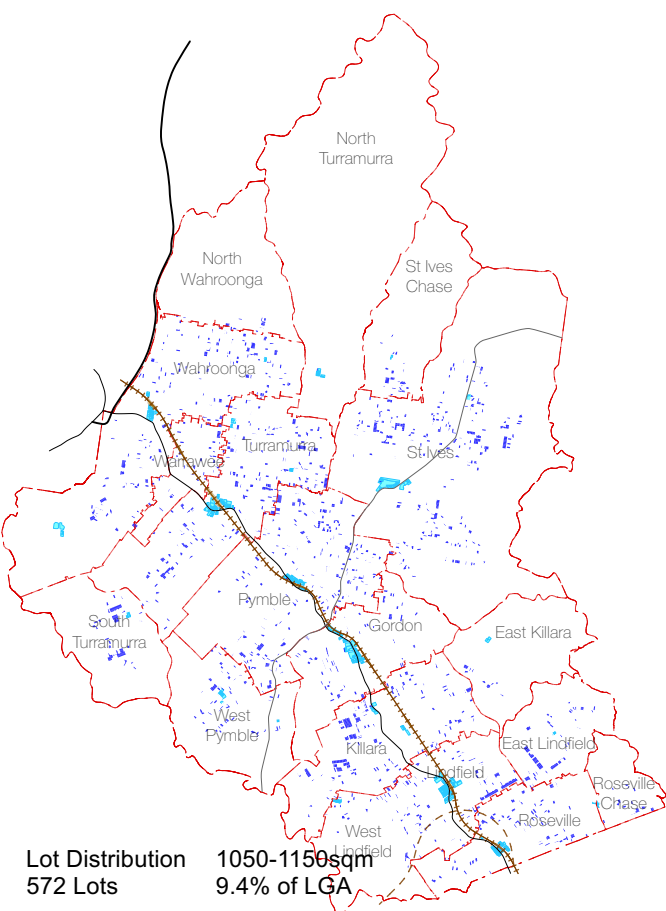 North
Turramurra
North
Wahroonga
St Ives
Chase
Wahroonga
Turramurra
St Ives
Warrawee
Pymble
Gordon
South
Turramurra
East Killara
West
Pymble
Killara
East Lindfield
Lindfield
Roseville
Chase
Roseville
West
Lindfield
Lot Distribution 1050-1150sqm
572 Lots 9.4% of LGA